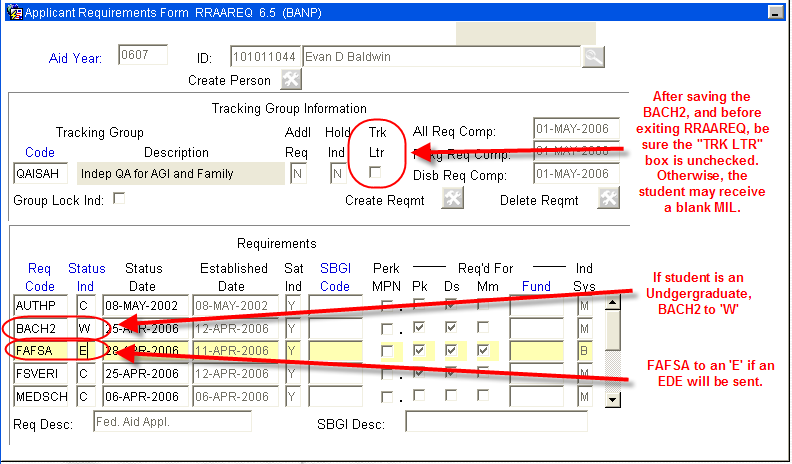 Applicant Requirements Form RRAAREQ 6.5 (BANP)
Aid Year: 0607 ID: 101011044 Evan D Baldwin
Create Person
Tracking Group Information
Tracking Group Addl Hold Trk All Req Comp: 01-MAY-2006
Code Description Req Ind Ltr Req Comp: 01-MAY-2006
QAISAH Indep QA for AGI and Family N N Disb Req Comp: 01-MAY-2006
Group Lock Ind: Create Reqmt Delete Reqmt
After saving the
BACH2, and before
exiting RRAAREQ, be
sure the "TRK LTR"
box is unchecked.
Otherwise, the
student may receive
a blank MIL.
Requirements
Req Status Status Established Sat SBGI Perk Req'd For Ind
Code Ind Date Date Ind Code MPN Pk Ds Mm Fund Sys
AUTHP C 08-MAY-2002 08-MAY-2002 Y M
BACH2 W 25-APR-2006 12-APR-2006 Y M
FAFSA E 28-APR-2006 11-APR-2006 Y B
FSVERI C 25-APR-2006 12-APR-2006 Y M
MEDSCH C 06-APR-2006 06-APR-2006 Y M
Req Desc: Fed. Aid Appl. SBGI Desc:
If student is an
Undgergraduate,
BACH2 to 'W'
FAFSA to an 'E' if an
EDE will be sent.